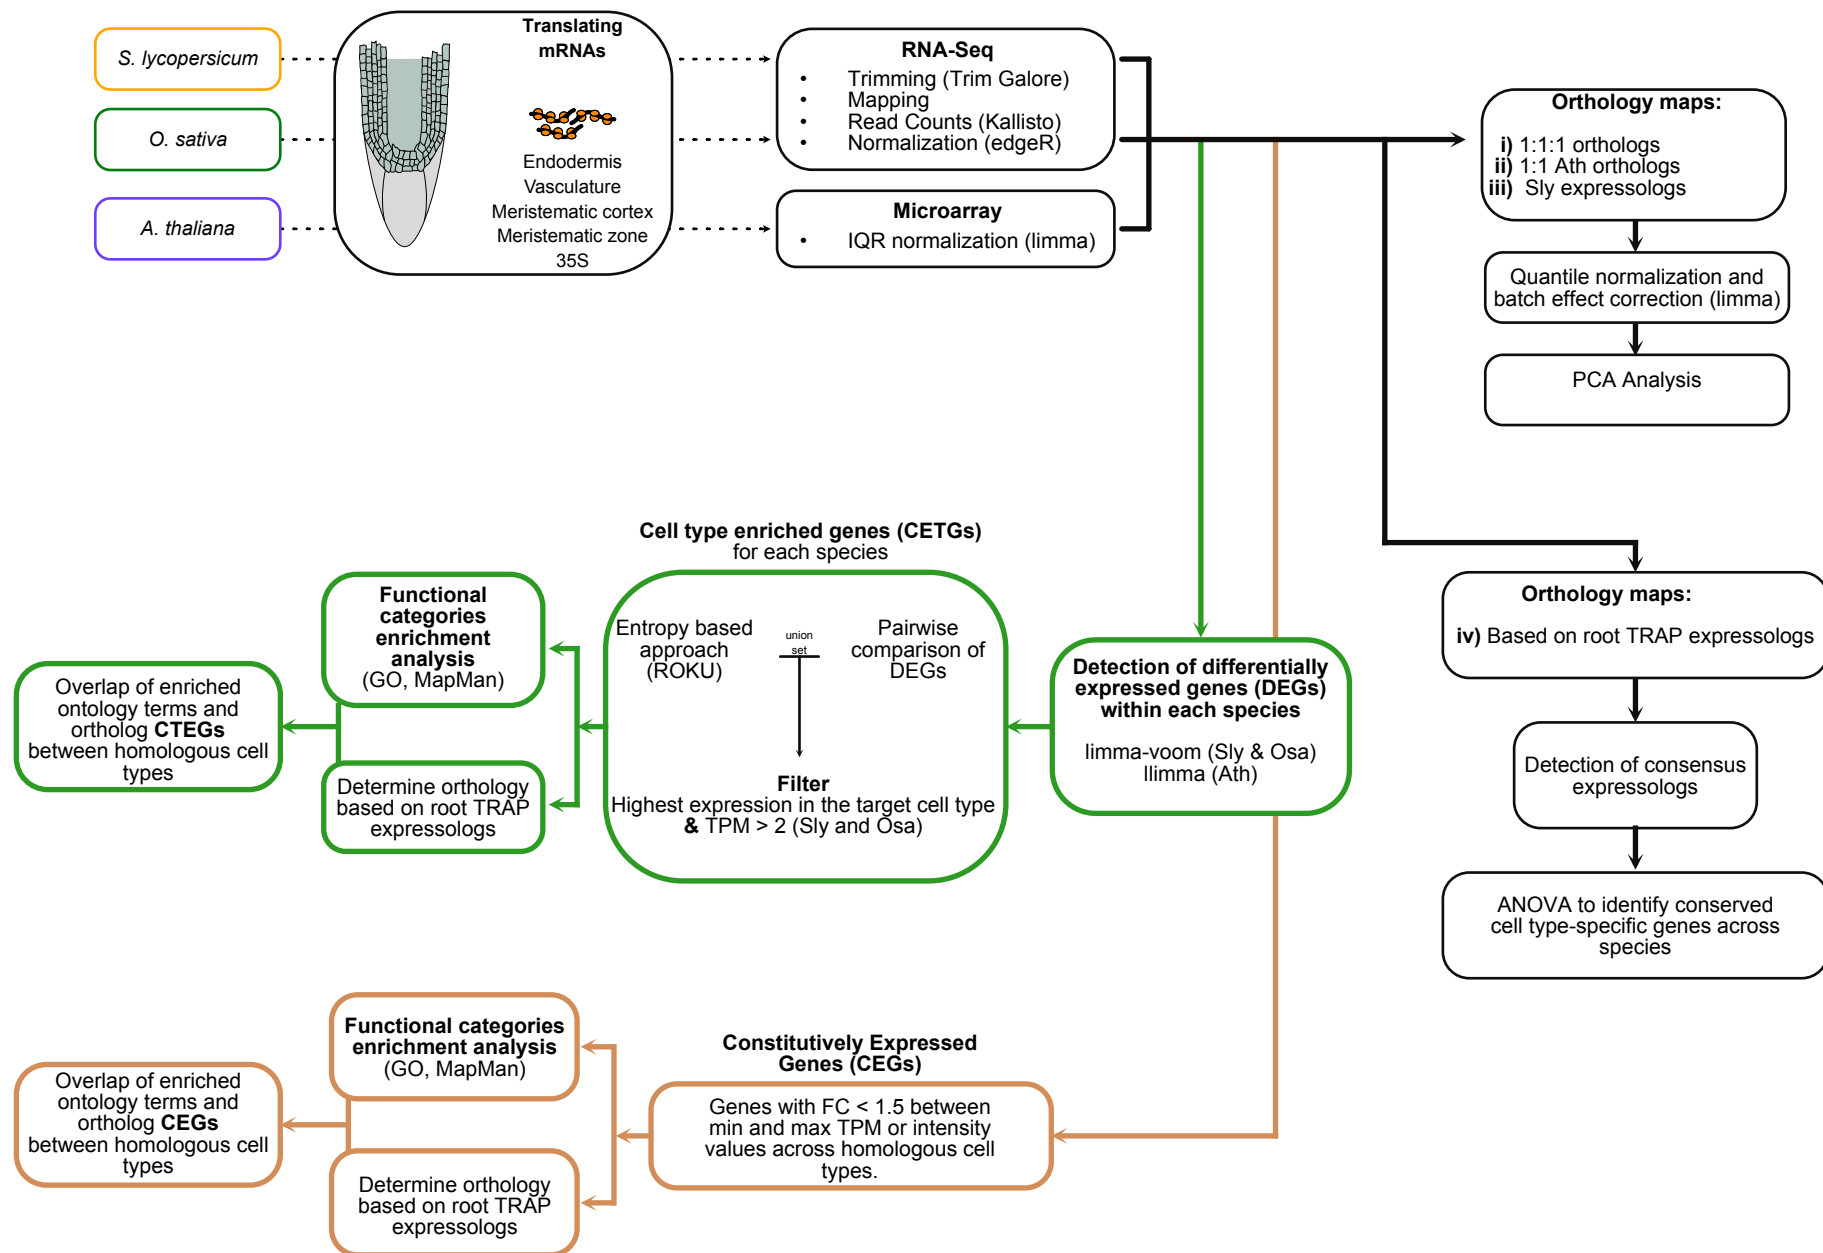 S. lycopersicum
O. sativa
A. thaliana
Translating
mRNAs
Endodermis
Vasculature
Meristematic cortex
Meristematic zone
35S
RNA-Seq
• Trimming (Trim Galore)
• Mapping
• Read Counts (Kallisto)
• Normalization (edgeR)
Microarray
• IQR normalization (limma)
Orthology maps:
i) 1:1:1 orthologs
ii) 1:1 Ath orthologs
iii) Sly expressologs
Quantile normalization and
batch effect correction (limma)
PCA Analysis
Orthology maps:
iv) Based on root TRAP expressologs
Detection of consensus
expressologs
ANOVA to identify conserved
cell type-specific genes across
species
Detection of differentially
expressed genes (DEGs)
within each species
limma-voom (Sly & Osa)
llimma (Ath)
Cell type enriched genes (CETGs)
for each species
Entropy based
approach
(ROKU)
union
set
Pairwise
comparison of
DEGs
Filter
Highest expression in the target cell type
& TPM > 2 (Sly and Osa)
Functional
categories
enrichment
analysis
(GO, MapMan)
Determine orthology
based on root TRAP
expressologs
Overlap of enriched
ontology terms and
ortholog CTEGs
between homolog cell
types
Constitutively Expressed
Genes (CEGs)
Genes with FC < 1.5 between
min and max TPM or intensity
values across homologous cell
types.
Functional categories
enrichment analysis
(GO, MapMan)
Determine orthology
based on root TRAP
expressologs
Overlap of enriched
ontology terms and
ortholog CEGs
between homologous cell
types